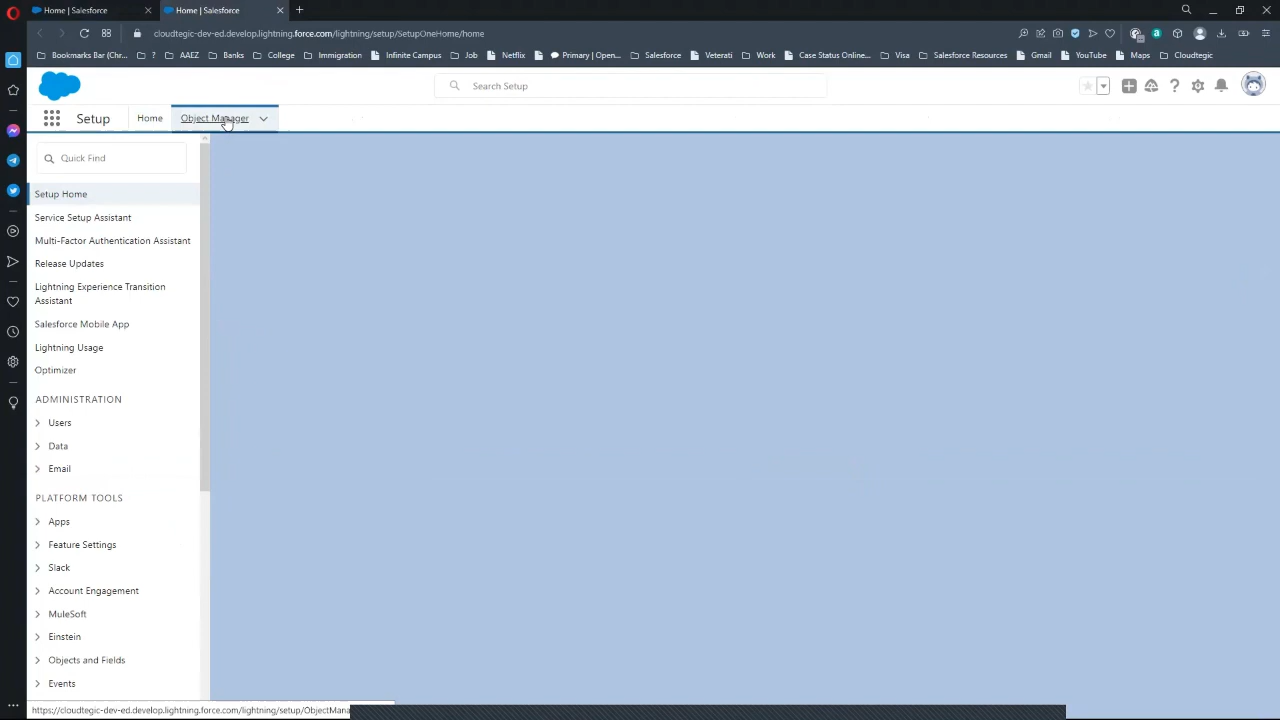 Home | Salesforce
Home | Salesforce
cloudtegic-dev-ed.develop.lightning.force.com/lightning/setup/SetupOneHome/home
Bookmarks Bar (Chr... ? AAEZ Banks College Immigration Infinite Campus Job Netflix Primary | Open... Salesforce Veterati Work Case Status Online... Visa Salesforce Resources Gmail YouTube Maps Cloudtegic
Search Setup
Setup Home Object Manager
Quick Find
Setup Home
Service Setup Assistant
Multi-Factor Authentication Assistant
Release Updates
Lightning Experience Transition
Assistant
Salesforce Mobile App
Lightning Usage
Optimizer
ADMINISTRATION
Users
Data
Email
PLATFORM TOOLS
Apps
Feature Settings
Slack
Account Engagement
MuleSoft
Einstein
Objects and Fields
Events
https://cloudtegic-dev-ed.develop.lightning.force.com/lightning/setup/ObjectMana